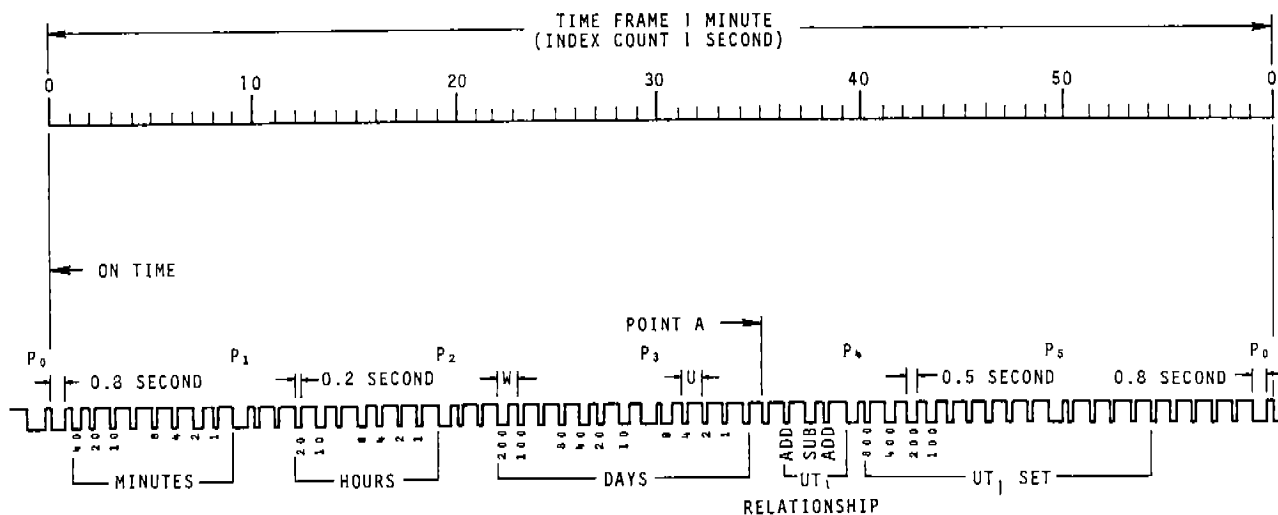 TIME FRAME 1 MINUTE
(INDEX COUNT 1 SECOND)
0 10 20 30 40 50 0
ON TIME
POINT A
P₀ P₁ P₂ P₃ P₄ P₅ P₀
0.8 SECOND 0.2 SECOND W U 0.5 SECOND 0.8 SECOND
40 20 10 8 4 2 1 20 10 8 4 2 1 200 100 80 40 20 10 8 4 2 1 ADD SUB ADD 800 400 200 100
MINUTES HOURS DAYS UT₁ UT₁ SET
RELATIONSHIP